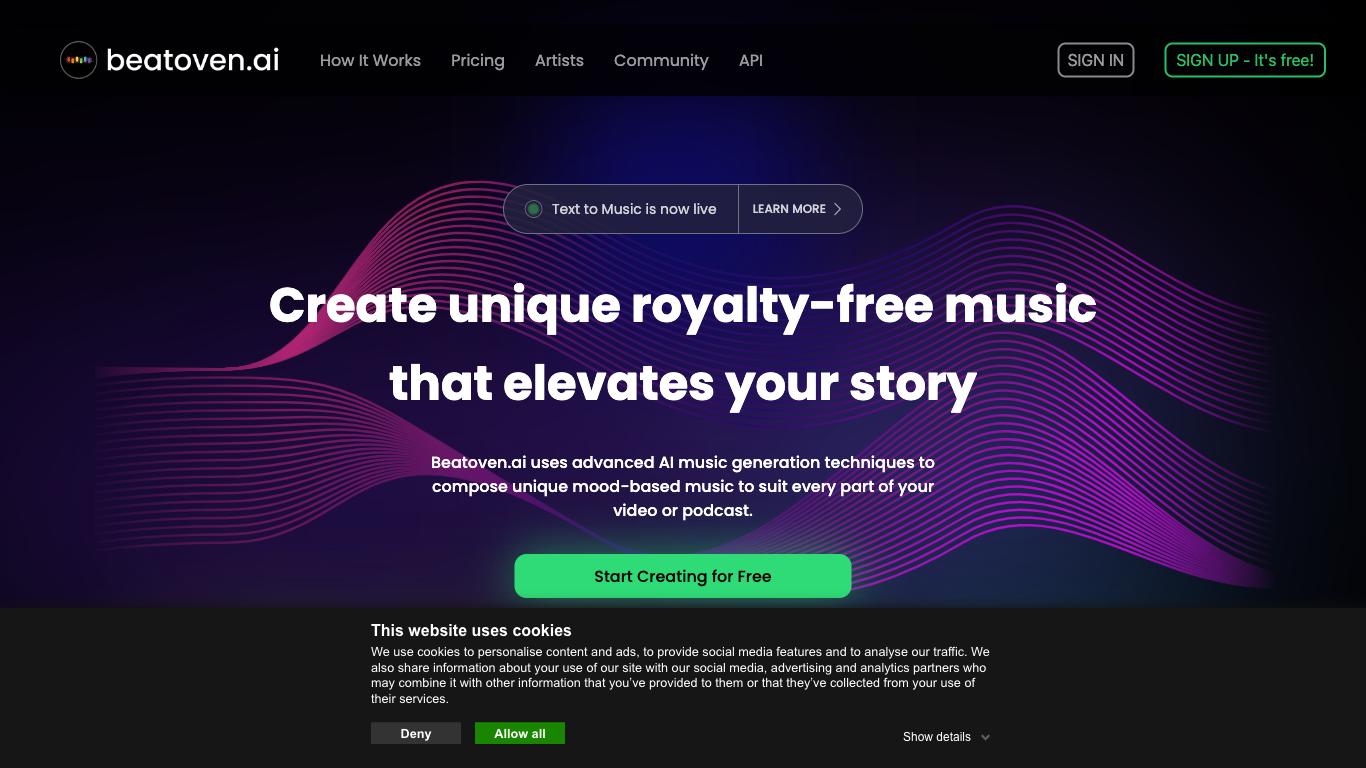 beatoven.ai
How It Works
Pricing
Artists
Community
API
SIGN IN
SIGN UP - It's free!
Text to Music is now live
LEARN MORE
Create unique royalty-free music
that elevates your story
Beatoven.ai uses advanced AI music generation techniques to
compose unique mood-based music to suit every part of your
video or podcast.
Start Creating for Free
This website uses cookies
We use cookies to personalise content and ads, to provide social media features and to analyse our traffic. We
also share information about your use of our site with our social media, advertising and analytics partners who
may combine it with other information that you've provided to them or that they've collected from your use of
their services.
Deny
Allow all
Show details